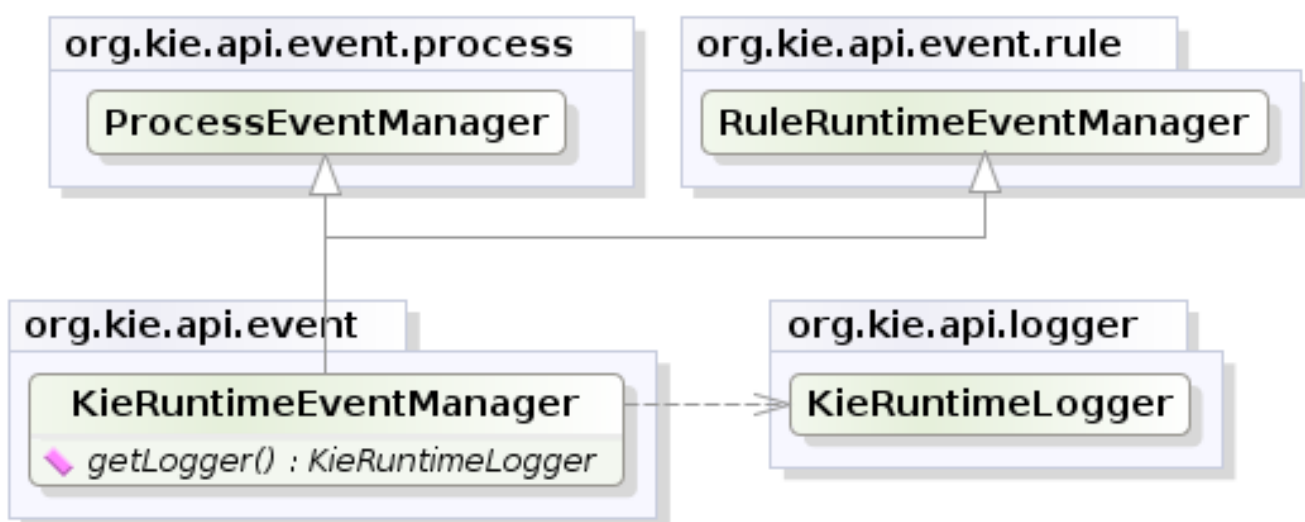 org.kie.api.event.process
ProcessEventManager
org.kie.api.event.rule
RuleRuntimeEventManager
org.kie.api.event
KieRuntimeEventManager
getLogger() : KieRuntimeLogger
org.kie.api.logger
KieRuntimeLogger